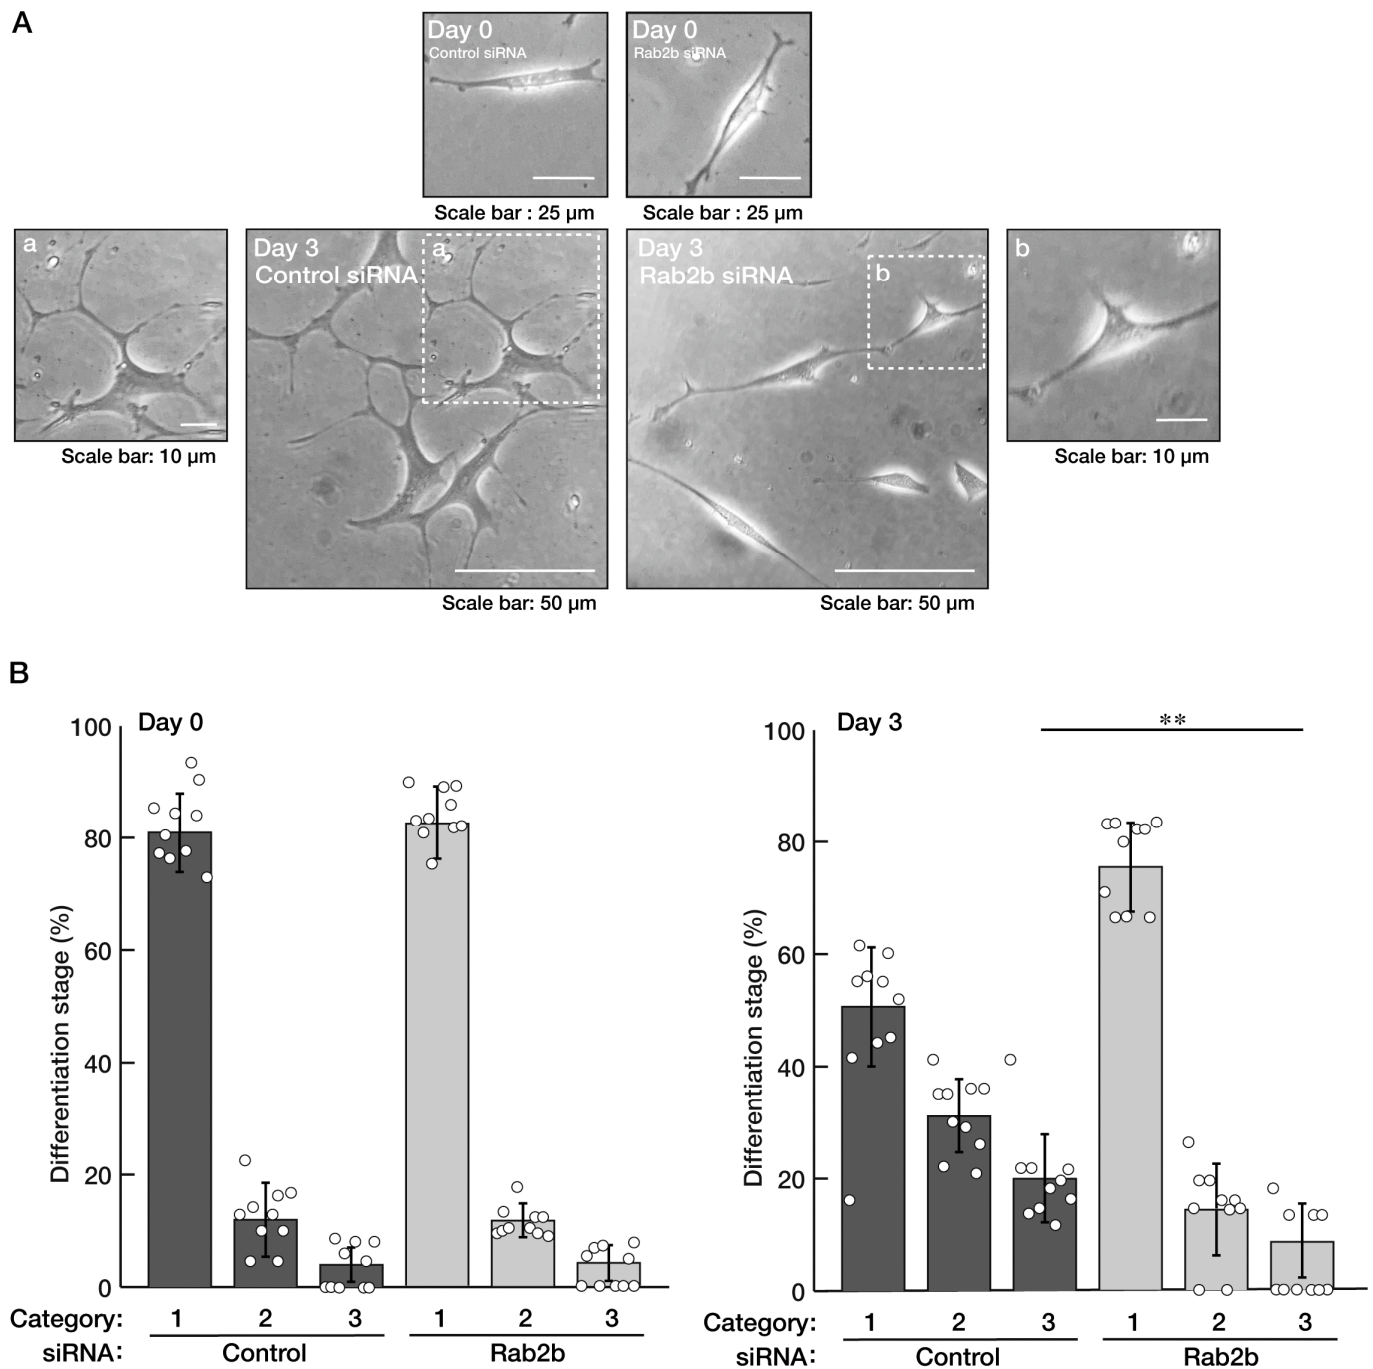 A
Day 0
Control siRNA
Day 0
Rab2b siRNA
Scale bar : 25 µm
Scale bar : 25 µm
a
Day 3
Control siRNA
a
Day 3
Rab2b siRNA
b
b
Scale bar: 10 µm
Scale bar: 10 µm
Scale bar: 50 µm
Scale bar: 50 µm
B
Day 0
100
80
60
40
20
0
Differentiation stage (%)
Category: 1 2 3 1 2 3
siRNA: Control Rab2b
Day 3
**
100
80
60
40
20
0
Differentiation stage (%)
Category: 1 2 3 1 2 3
siRNA: Control Rab2b